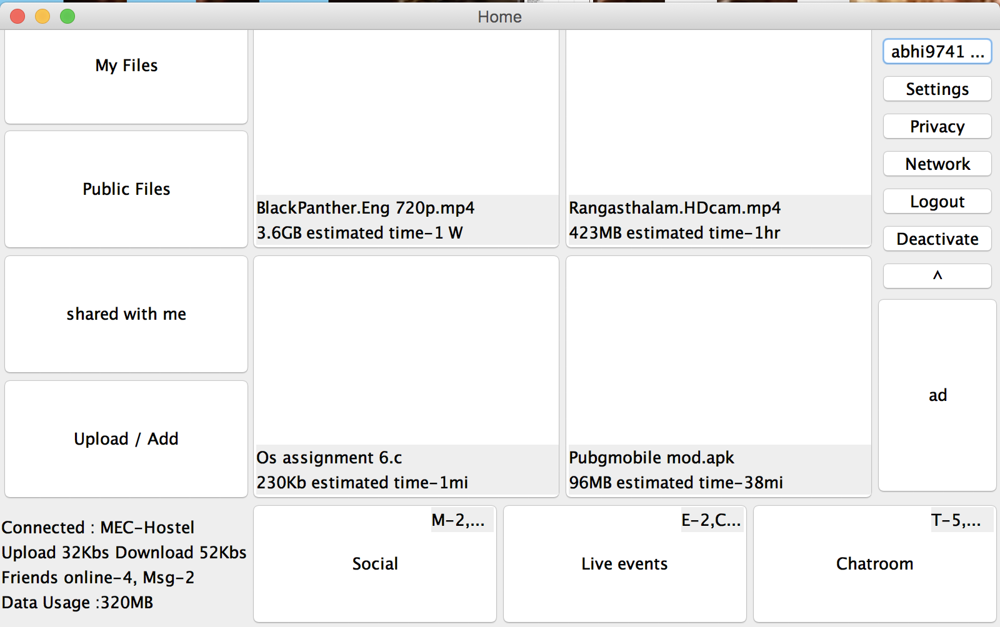 Home
My Files
Public Files
shared with me
Upload / Add
BlackPanther.Eng 720p.mp4
3.6GB estimated time-1 W
Rangasthalam.HDcam.mp4
423MB estimated time-1hr
Os assignment 6.c
230Kb estimated time-1mi
Pubgmobile mod.apk
96MB estimated time-38mi
abhi9741 ...
Settings
Privacy
Network
Logout
Deactivate
^
ad
Connected : MEC-Hostel
Upload 32Kbs Download 52Kbs
Friends online-4, Msg-2
Data Usage :320MB
M-2,...
Social
E-2,C...
Live events
T-5,...
Chatroom